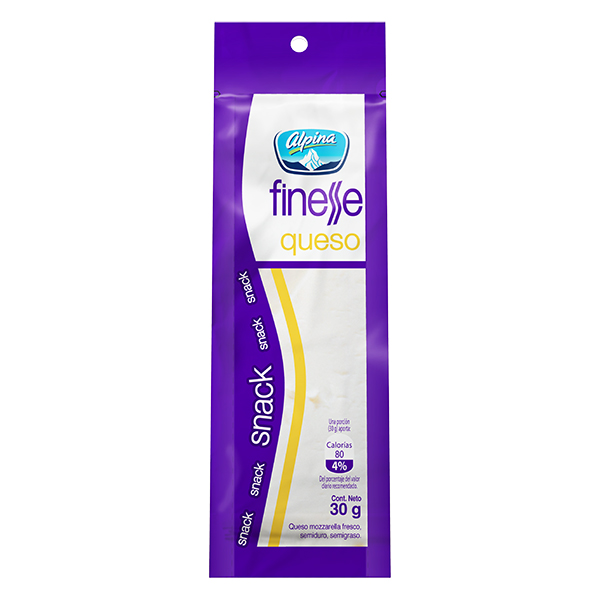 Alpina
finesse
queso
snack
snack
snack
snack
snack
Una porción
(30 g) aporta
Calorías
80
4%
Del porcentaje del valor
diario recomendado.
Cont. Neto
30 g
Queso mozzarella fresco,
semiduro, semigraso.